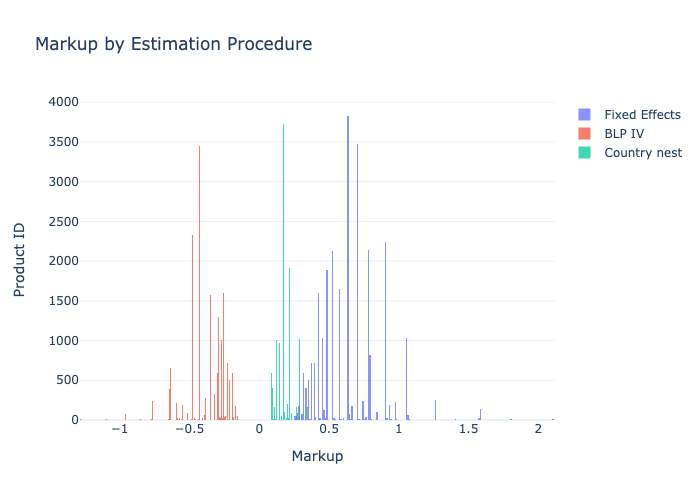 Markup by Estimation Procedure
4000
3500
3000
2500
2000
1500
1000
500
0
Product ID
−1
−0.5
0
0.5
1
1.5
2
Markup
Fixed Effects
BLP IV
Country nest